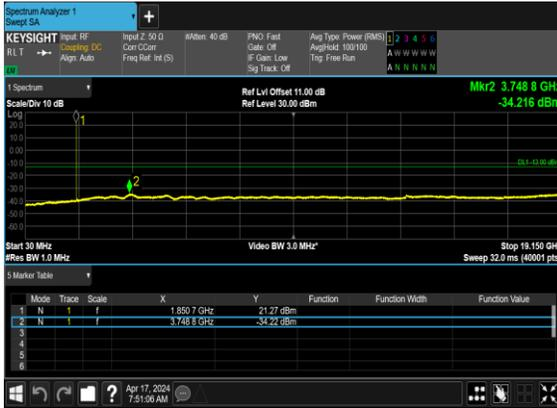 Spectrum Analyzer 1
Swept SA
KEYSIGHT
RLT
Input: RF
Coupling: DC
Align: Auto
Input Z: 50 Ω
Corr CCorr
Freq Ref: Int (S)
#Atten: 40 dB
PNO: Fast
Gate: Off
IF Gain: Low
Sig Track: Off
Avg Type: Power (RMS)
Avg|Hold: 100/100
Trig: Free Run
1 2 3 4 5 6
A W W W W W
A N N N N N
1 Spectrum
Scale/Div 10 dB
Ref Lvl Offset 11.00 dB
Ref Level 30.00 dBm
Mkr2 3.748 8 GHz
-34.216 dBm
Log
20.0
10.0
0.00
-10.0
-20.0
-30.0
-40.0
-50.0
-60.0
1
2
DL1 -13.00 dBm
Start 30 MHz
#Res BW 1.0 MHz
Video BW 3.0 MHz*
Stop 19.150 GH
Sweep 32.0 ms (40001 pts
5 Marker Table
Mode Trace Scale X Y Function Function Width Function Value
1 N 1 f 1.850 7 GHz 21.27 dBm
2 N 1 f 3.748 8 GHz -34.22 dBm
3
4
5
6
?
Apr 17, 2024
7:51:06 AM